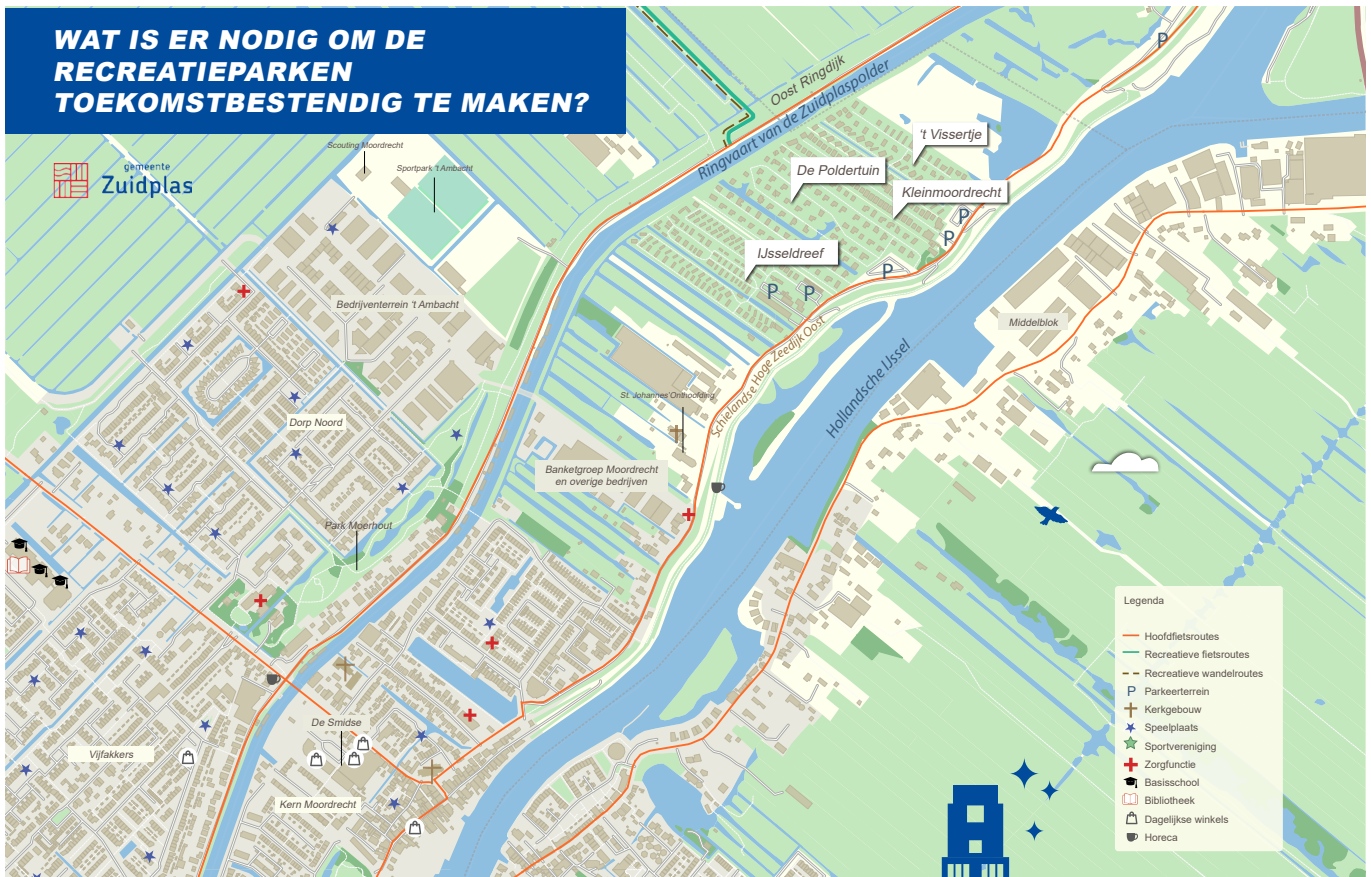 WAT IS ER NODIG OM DE
RECREATIEPARKEN
TOEKOMSTBESTENDIG TE MAKEN?
gemeente
Zuidplas
Scouting Moordrecht
Sportpark 't Ambacht
Oost Ringdijk
Ringvaart van de Zuidplaspolder
't Vissertje
De Poldertuin
Kleinmoordrecht
IJsseldreef
P
P
P
P
P
P
Bedrijventerrein 't Ambacht
Middelblok
Schielandse Hoge Zeedijk Oost
Hollandsche IJssel
St. Johannes Onthoofding
Dorp Noord
Banketgroep Moordrecht
en overige bedrijven
Park Moerhout
De Smidse
Vijfakkers
Kern Moordrecht
Legenda
Hoofdfietsroutes
Recreatieve fietsroutes
Recreatieve wandelroutes
P Parkeerterrein
Kerkgebouw
Speelplaats
Sportvereniging
Zorgfunctie
Basisschool
Bibliotheek
Dagelijkse winkels
Horeca